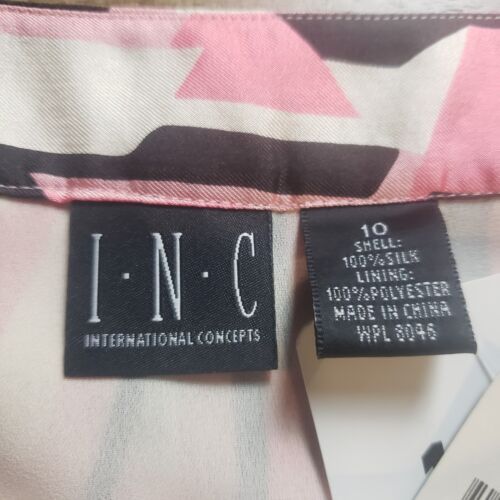 I·N·C
INTERNATIONAL CONCEPTS
10
SHELL:
100%SILK
LINING:
100%POLYESTER
MADE IN CHINA
WPL 8046